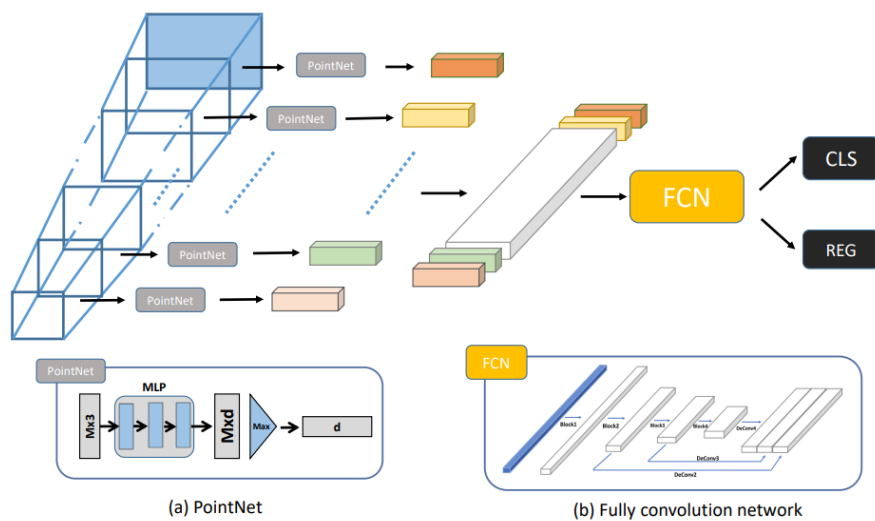 PointNet
PointNet
CLS
FCN
REG
PointNet
PointNet
PointNet
MLP
Mx3
Mxd
Max
d
FCN
Block1
Block2
Block3
Block4
DeConv4
DeConv3
DeConv2
(a) PointNet
(b) Fully convolution network